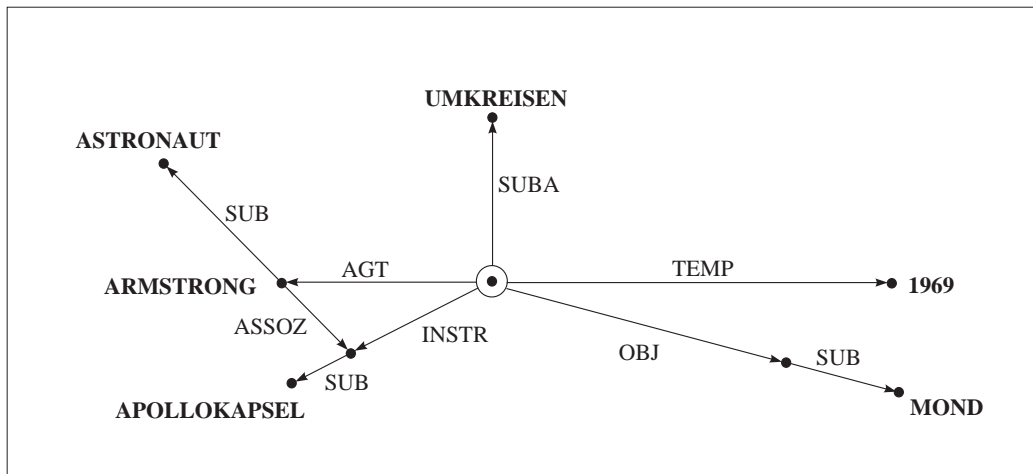 UMKREISEN
ASTRONAUT
SUBA
SUB
AGT
TEMP
ARMSTRONG
1969
ASSOZ
INSTR
OBJ
SUB
SUB
APOLLOKAPSEL
MOND